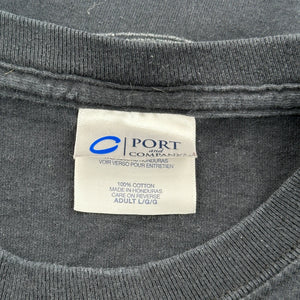 PORT
and
COMPANY
VOIR VERSO POUR ENTRETIEN
100% COTTON
MADE IN HONDURAS
CARE ON REVERSE
ADULT L/G/G